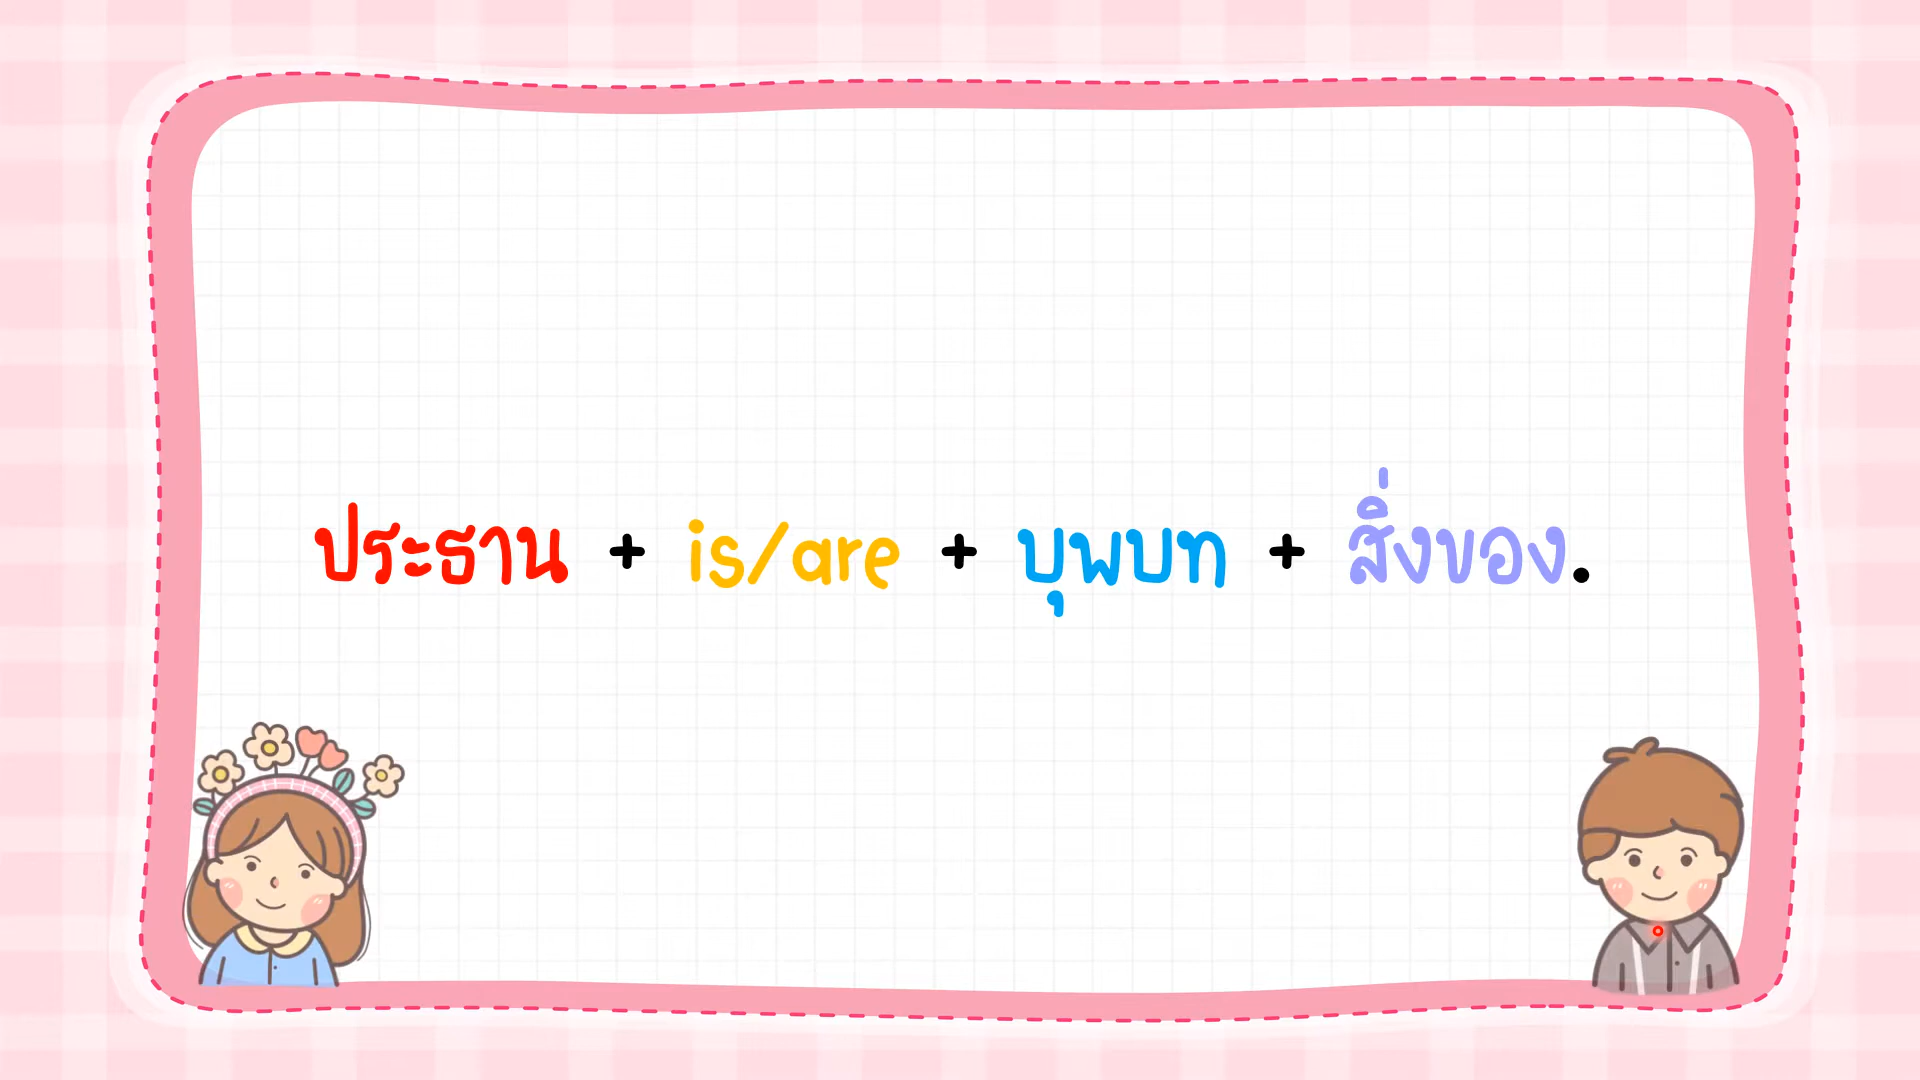 ประธาน + is/are + บุพบท + สิ่งของ.